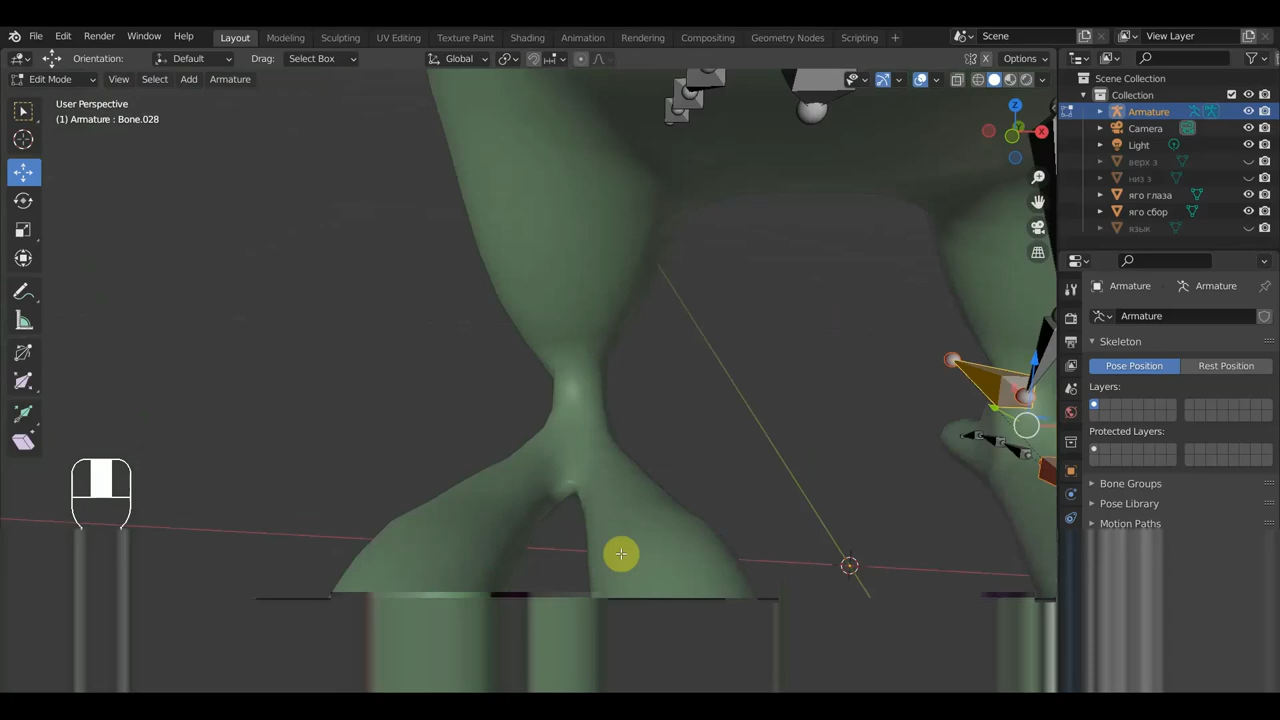 File Edit Render Window Help Layout Modeling Sculpting UV Editing Texture Paint Shading Animation Rendering Compositing Geometry Nodes Scripting + Scene View Layer
Orientation: Default Drag: Select Box Global Options
Edit Mode View Select Add Armature X Z
User Perspective
(1) Armature : Bone.028
Scene Collection
Collection
Armature
Camera
Light
верх з
низ з
яго глаза
яго сбор
язык
Armature Armature
Armature
Skeleton
Pose Position Rest Position
Layers:
Protected Layers:
Bone Groups
Pose Library
Motion Paths